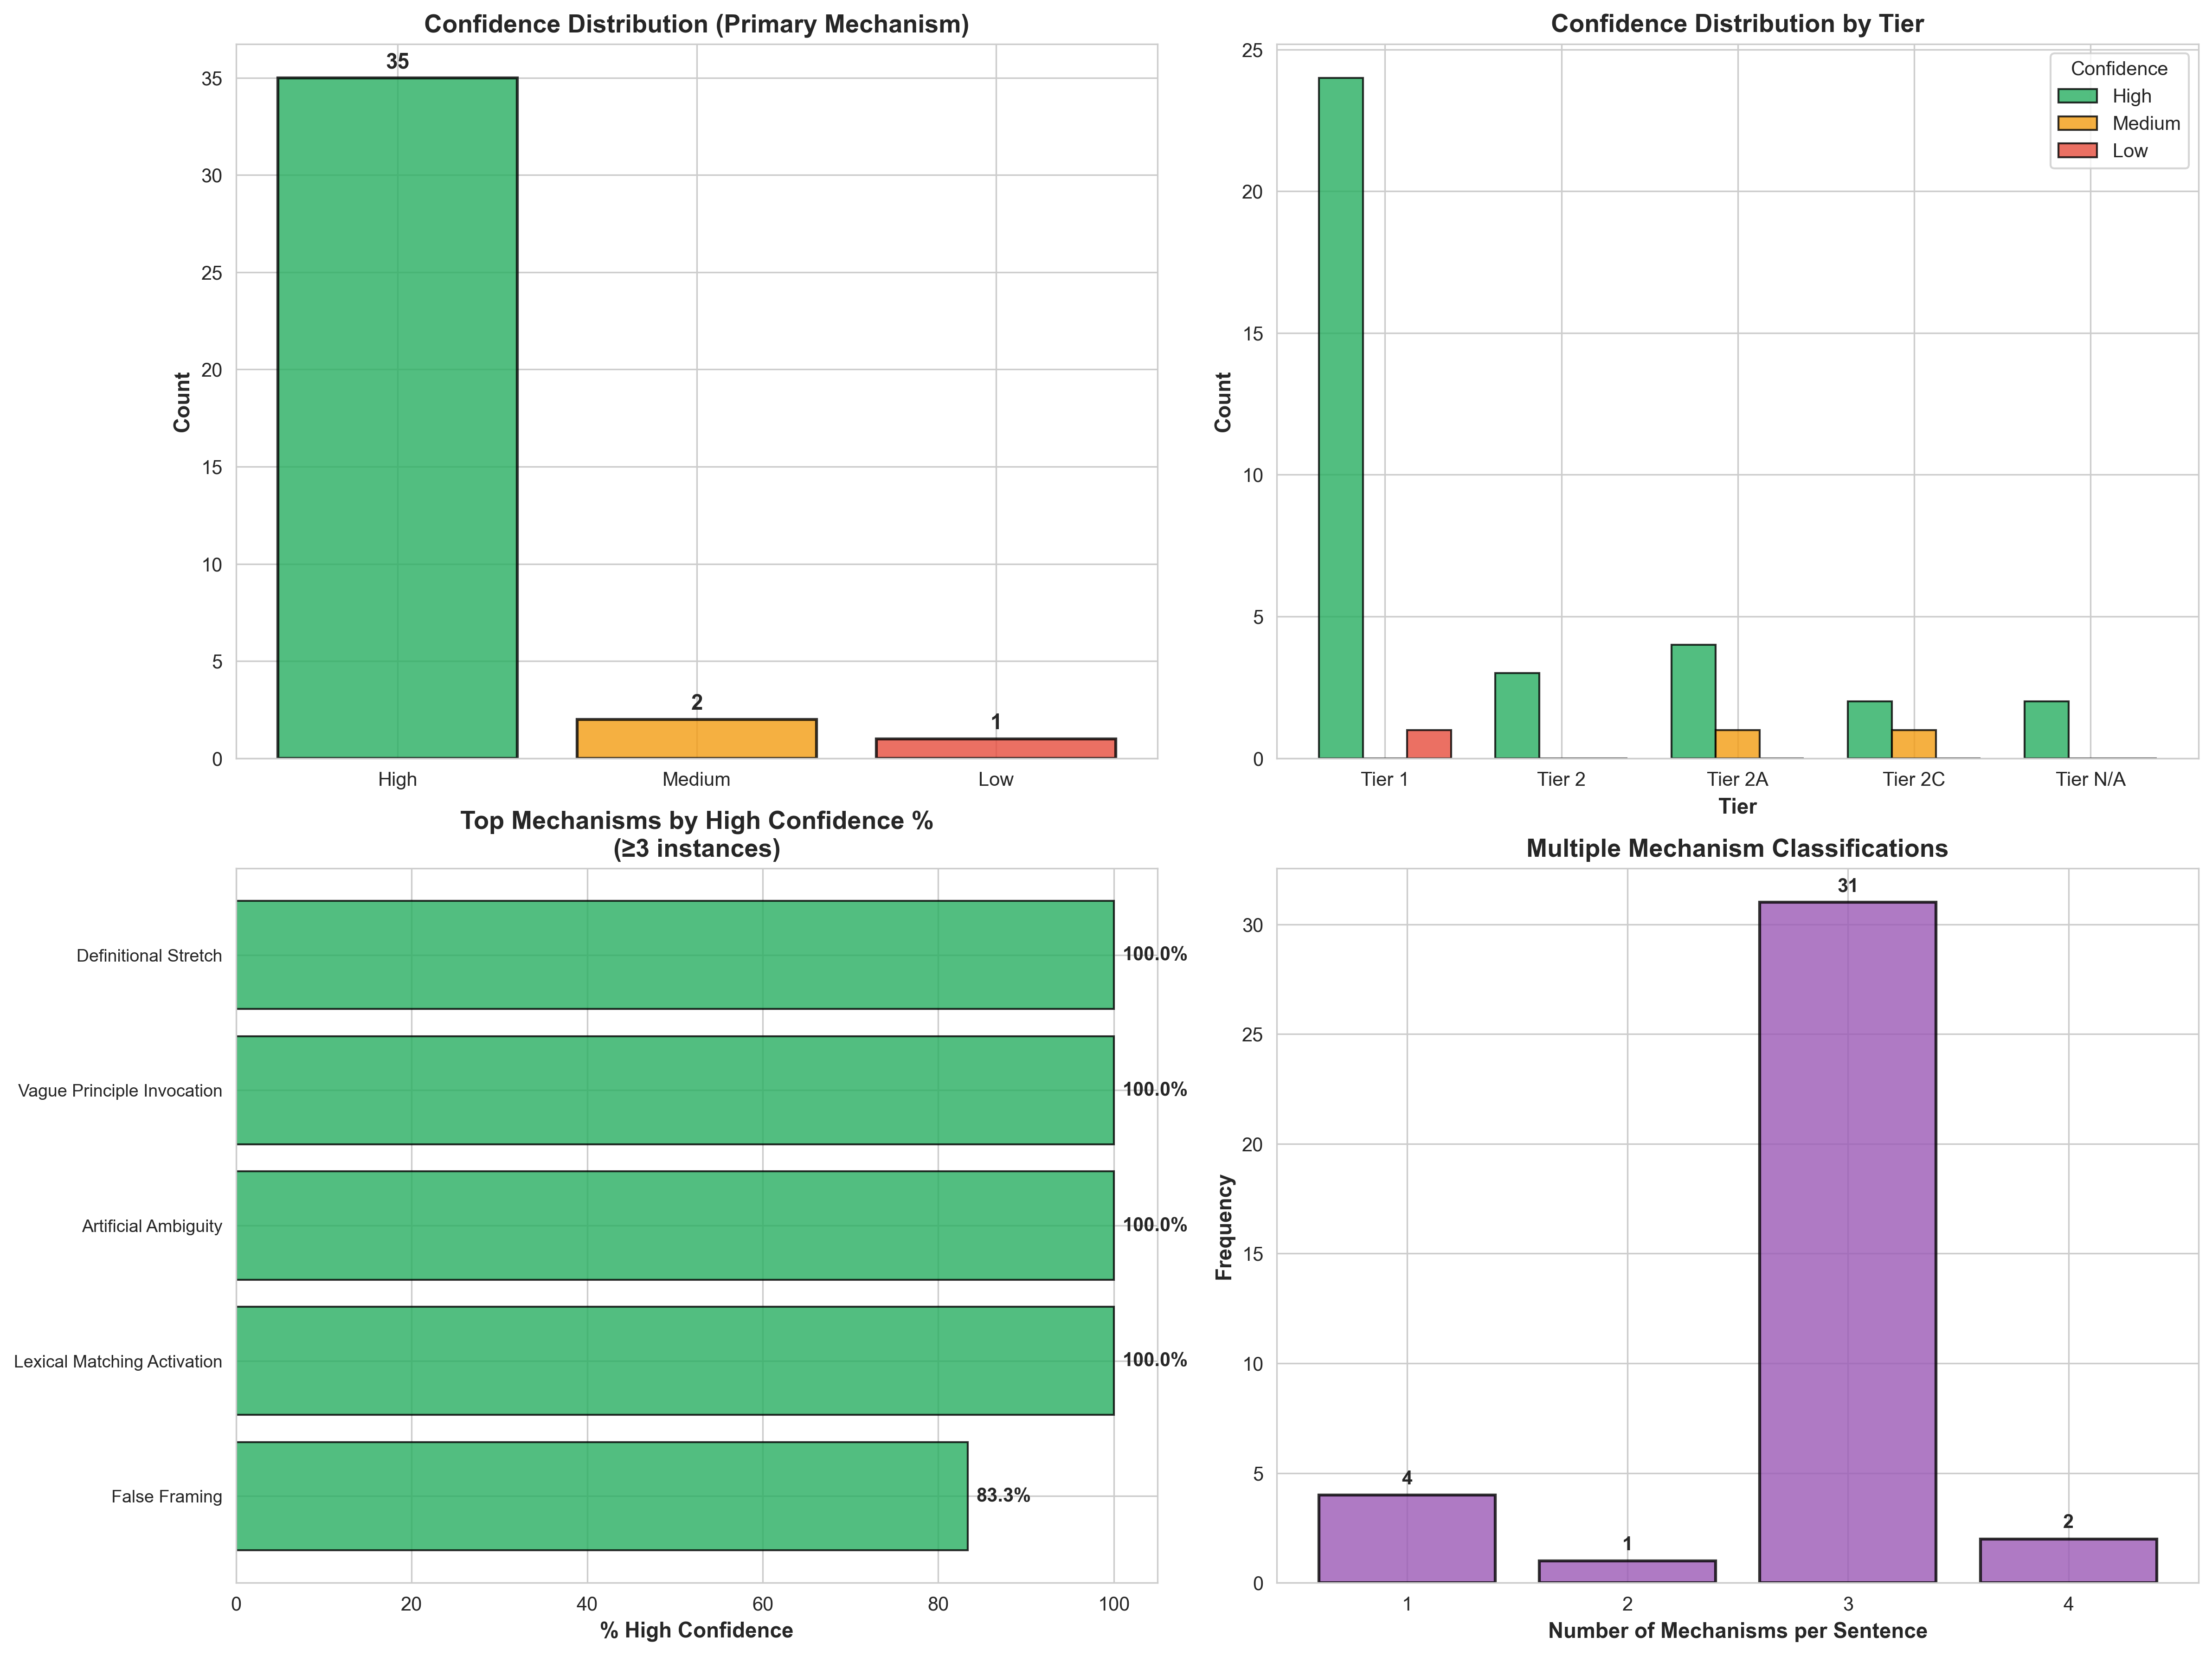 Confidence Distribution (Primary Mechanism)
Count
35
30
25
20
15
10
5
0
35
2
1
High
Medium
Low
Confidence Distribution by Tier
Count
25
20
15
10
5
0
Confidence
High
Medium
Low
Tier 1
Tier 2
Tier 2A
Tier 2C
Tier N/A
Tier
Top Mechanisms by High Confidence %
(≥3 instances)
Definitional Stretch
100.0%
Vague Principle Invocation
100.0%
Artificial Ambiguity
100.0%
Lexical Matching Activation
100.0%
False Framing
83.3%
0
20
40
60
80
100
% High Confidence
Multiple Mechanism Classifications
Frequency
30
25
20
15
10
5
0
4
1
31
2
1
2
3
4
Number of Mechanisms per Sentence